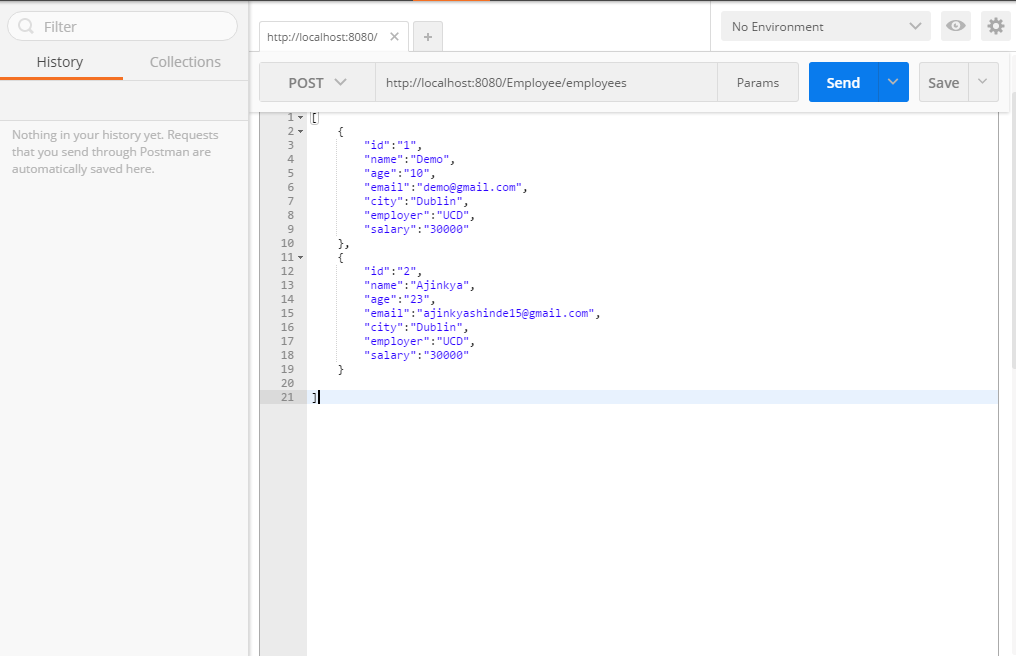 Filter
History
Collections
Nothing in your history yet. Requests
that you send through Postman are
automatically saved here.
http://localhost:8080/
No Environment
POST
http://localhost:8080/Employee/employees
Params
Send
Save
1 [
2 {
3 "id":"1",
4 "name":"Demo",
5 "age":"10",
6 "email":"demo@gmail.com",
7 "city":"Dublin",
8 "employer":"UCD",
9 "salary":"30000"
10 },
11 {
12 "id":"2",
13 "name":"Ajinkya",
14 "age":"23",
15 "email":"ajinkyashinde15@gmail.com",
16 "city":"Dublin",
17 "employer":"UCD",
18 "salary":"30000"
19 }
20
21 ]